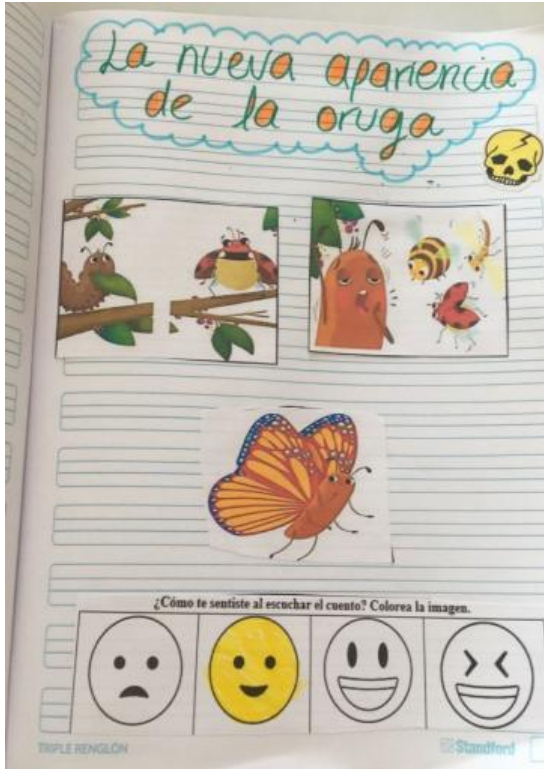 La nueva apariencia
de la oruga
¿Cómo te sentiste al escuchar el cuento? Colorea la imagen.
TRIPLE RENGLÓN
Standford